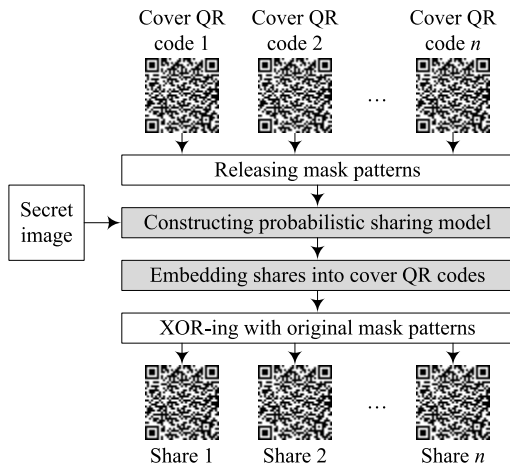 Cover QR
code 1
Cover QR
code 2
Cover QR
code n
...
Releasing mask patterns
Secret
image
Constructing probabilistic sharing model
Embedding shares into cover QR codes
XOR-ing with original mask patterns
...
Share 1
Share 2
Share n